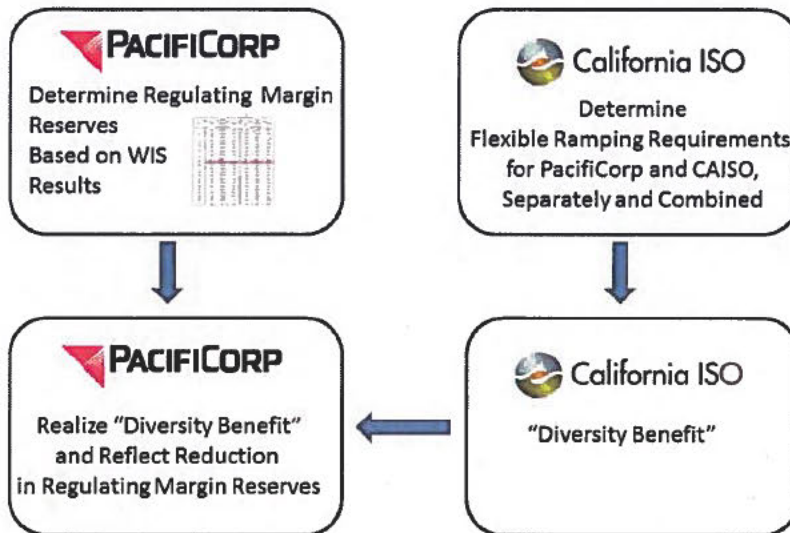 PACIFICORP
Determine Regulating Margin
Reserves
Based on WIS
Results
California ISO
Determine
Flexible Ramping Requirements
for PacifiCorp and CAISO,
Separately and Combined
PACIFICORP
Realize “Diversity Benefit”
and Reflect Reduction
in Regulating Margin Reserves
California ISO
“Diversity Benefit”